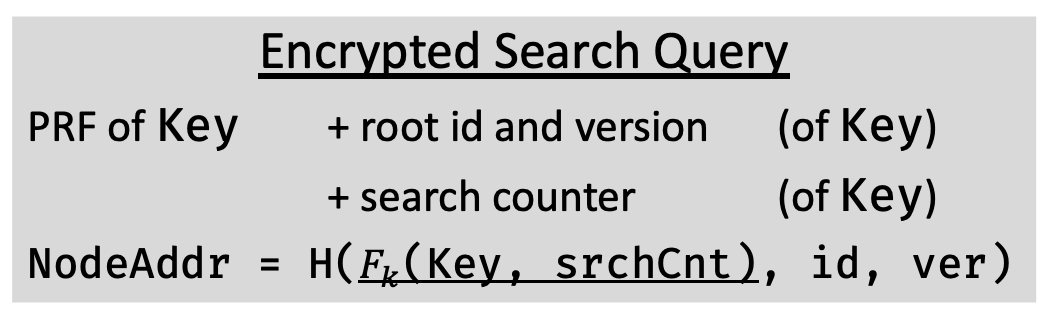 Encrypted Search Query
PRF of Key + root id and version (of Key)
+ search counter (of Key)
NodeAddr = H(Fk(Key, srchCnt), id, ver)